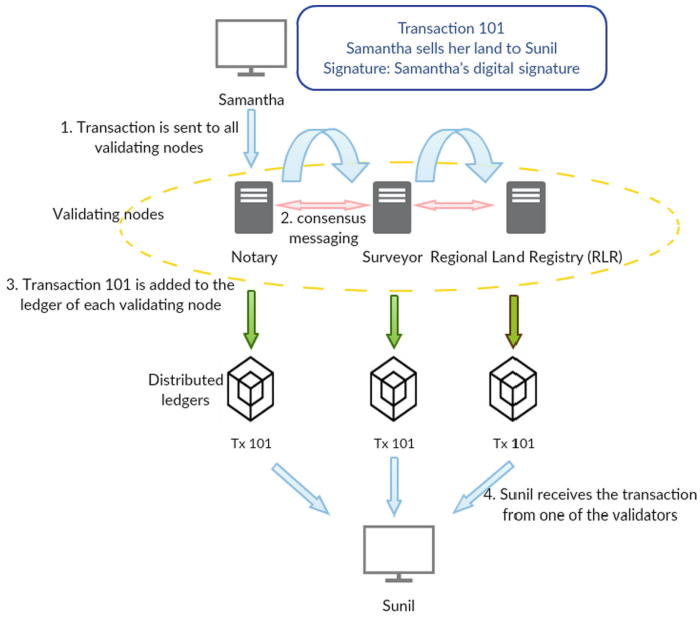 Transaction 101
Samantha sells her land to Sunil
Signature: Samantha's digital signature
Samantha
1. Transaction is sent to all
validating nodes
Validating nodes
2. consensus
messaging
Notary
Surveyor
Regional Land Registry (RLR)
3. Transaction 101 is added to the
ledger of each validating node
Distributed
ledgers
Tx 101
Tx 101
Tx 101
4. Sunil receives the transaction
from one of the validators
Sunil